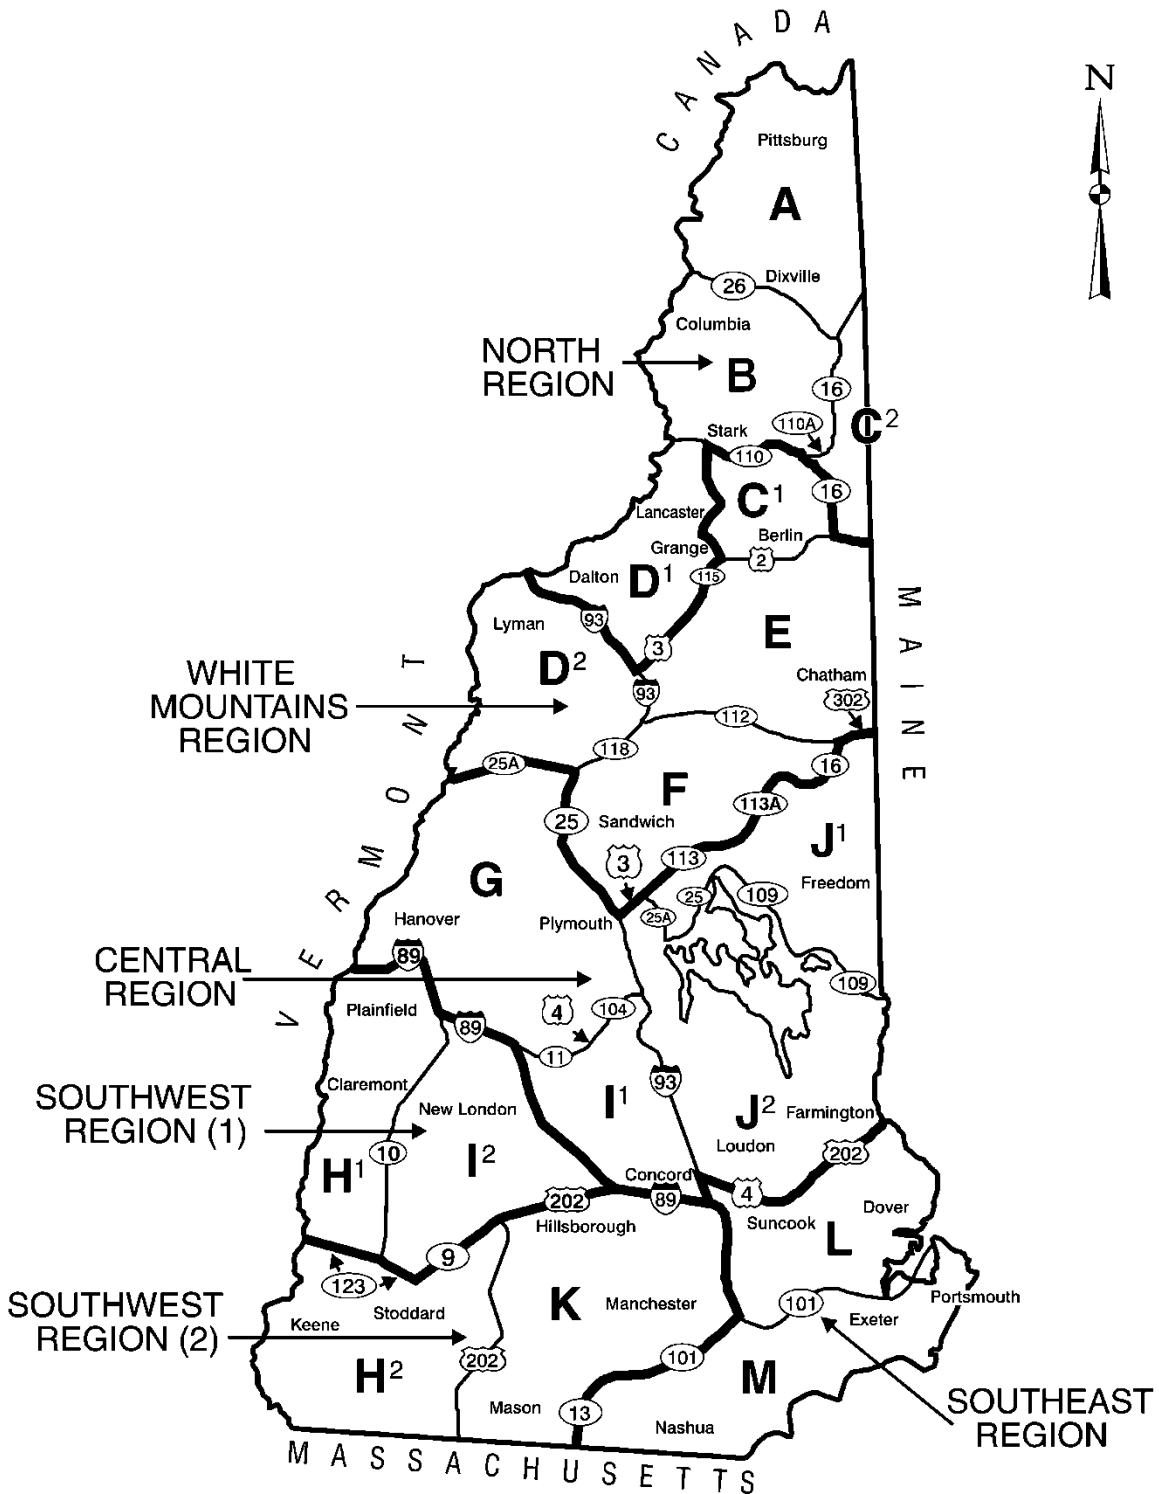 CANADA
N
Pittsburg
A
26
Dixville
Columbia
NORTH
REGION
B
16
110A
C2
Stark
110
C1
16
Lancaster
Berlin
Grange
2
Dalton
D1
115
93
Lyman
3
E
MAINE
D2
93
Chatham
302
WHITE
MOUNTAINS
REGION
112
118
25A
16
F
113A
25
Sandwich
J1
3
113
G
Freedom
25
109
Hanover
Plymouth
25A
VERMONT
89
CENTRAL
REGION
109
Plainfield
4
104
89
11
Claremont
93
SOUTHWEST
REGION (1)
New London
I1
J2
Farmington
Loudon
10
202
H1
I2
Concord
202
89
4
Hillsborough
Suncook
Dover
L
9
123
Stoddard
K
Manchester
101
Portsmouth
Exeter
SOUTHWEST
REGION (2)
Keene
202
101
H2
M
Mason
13
Nashua
SOUTHEAST
REGION
MASSACHUSETTS